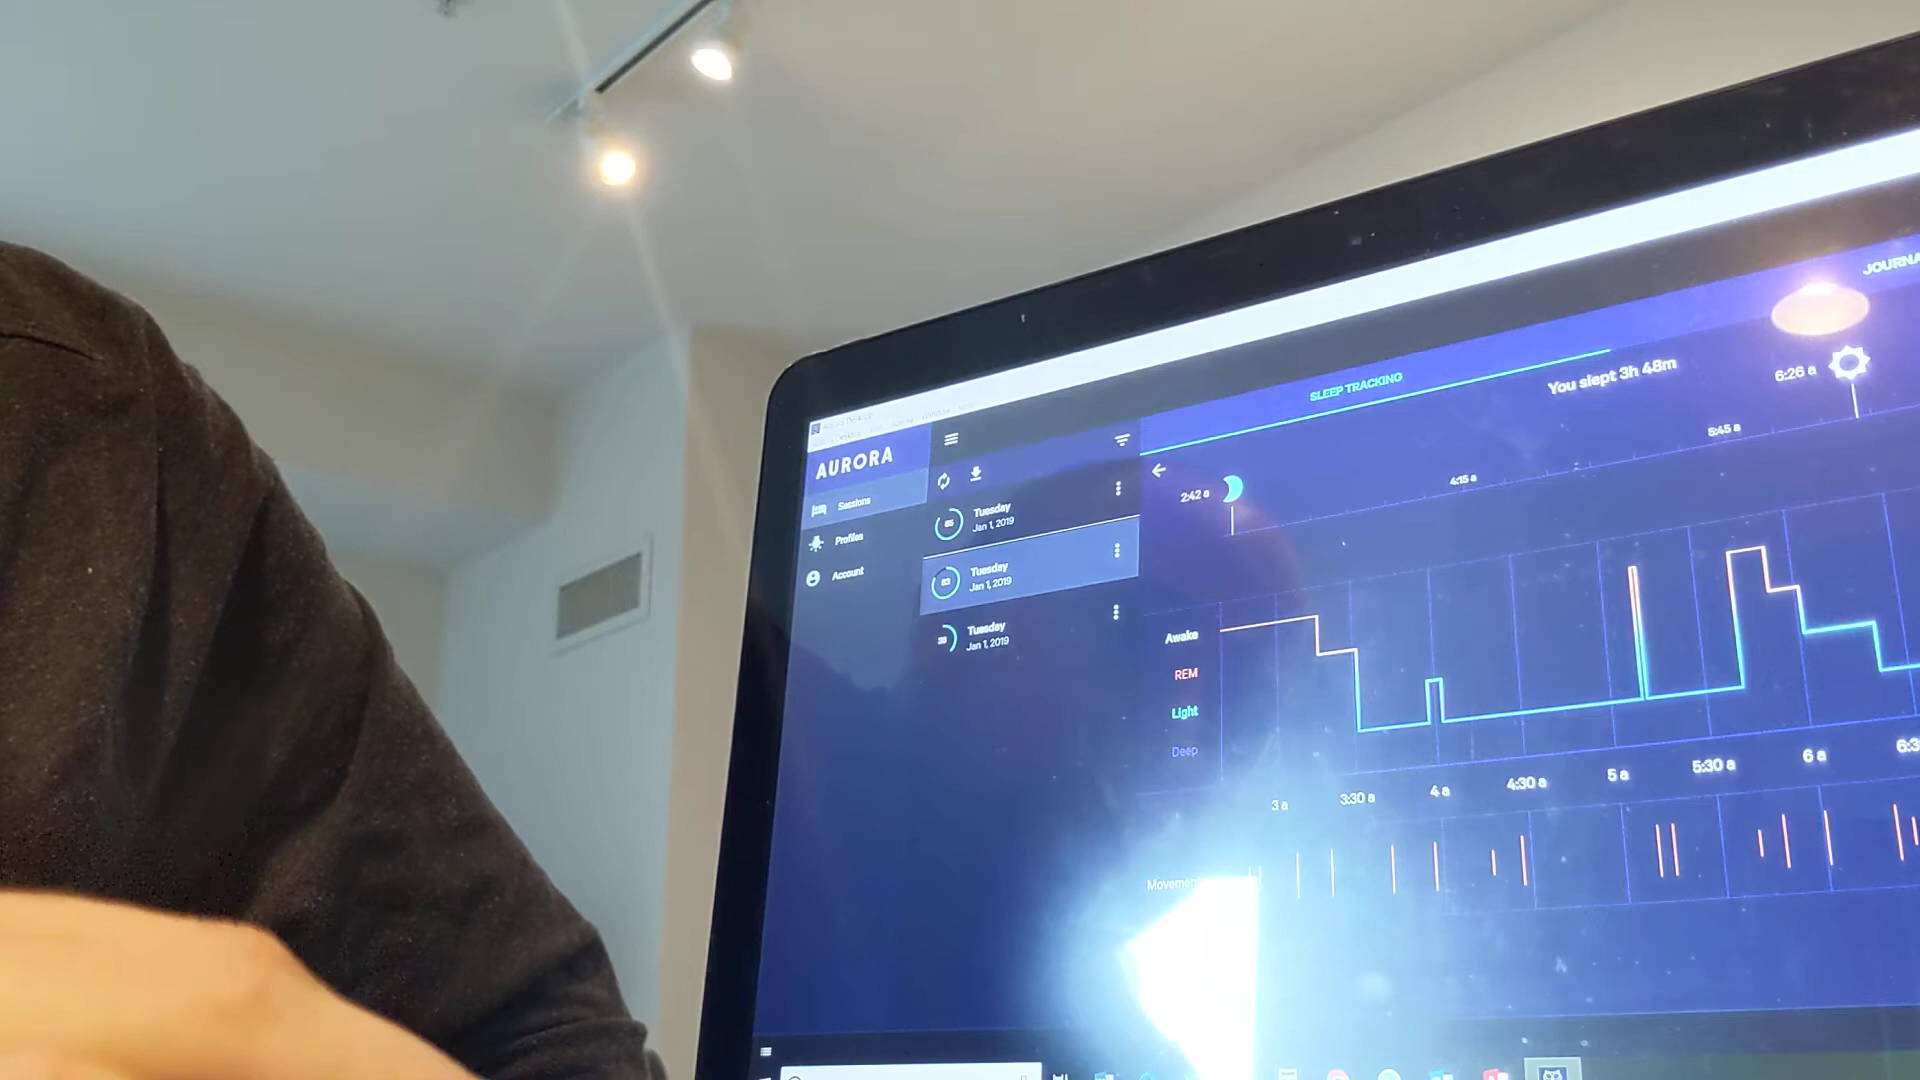 JOURNA
SLEEP TRACKING
You slept 3h 48m
6:26 a
AURORA
Sessions
Profiles
Account
Tuesday
Jan 1, 2019
83
Tuesday
Jan 1, 2019
Tuesday
Jan 1, 2019
2:42 a
4:15 a
5:45 a
Awake
REM
Light
Deep
3 a
3:30 a
4 a
4:30 a
5 a
5:30 a
6 a
6:3
Movemen